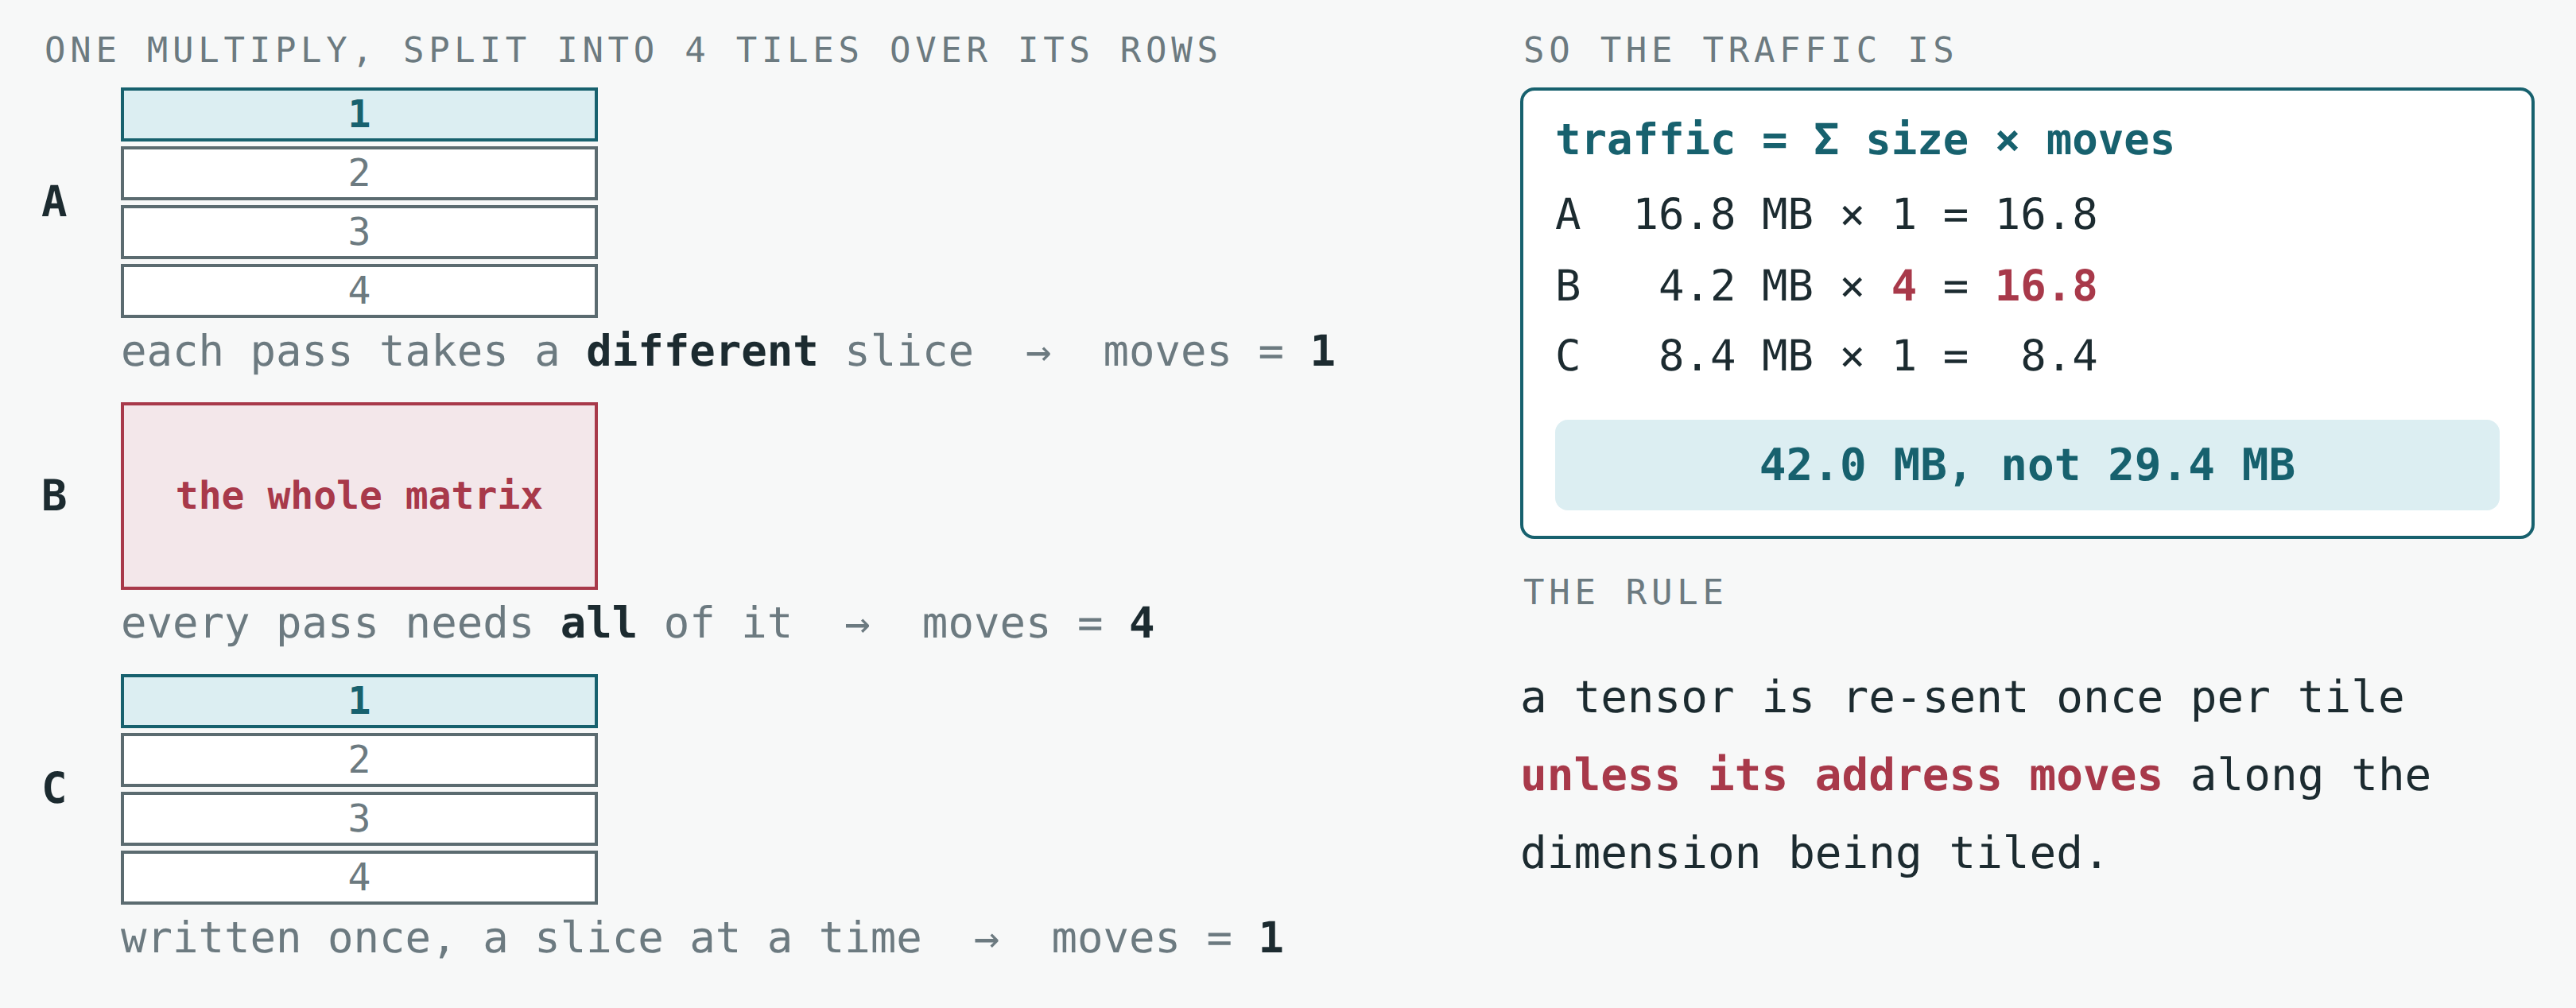 ONE MULTIPLY, SPLIT INTO 4 TILES OVER ITS ROWS
A
1
2
3
4
each pass takes a different slice → moves = 1
B
the whole matrix
every pass needs all of it → moves = 4
C
1
2
3
4
written once, a slice at a time → moves = 1
SO THE TRAFFIC IS
traffic = Σ size × moves
A 16.8 MB × 1 = 16.8
B 4.2 MB × 4 = 16.8
C 8.4 MB × 1 = 8.4
42.0 MB, not 29.4 MB
THE RULE
a tensor is re-sent once per tile
unless its address moves along the
dimension being tiled.